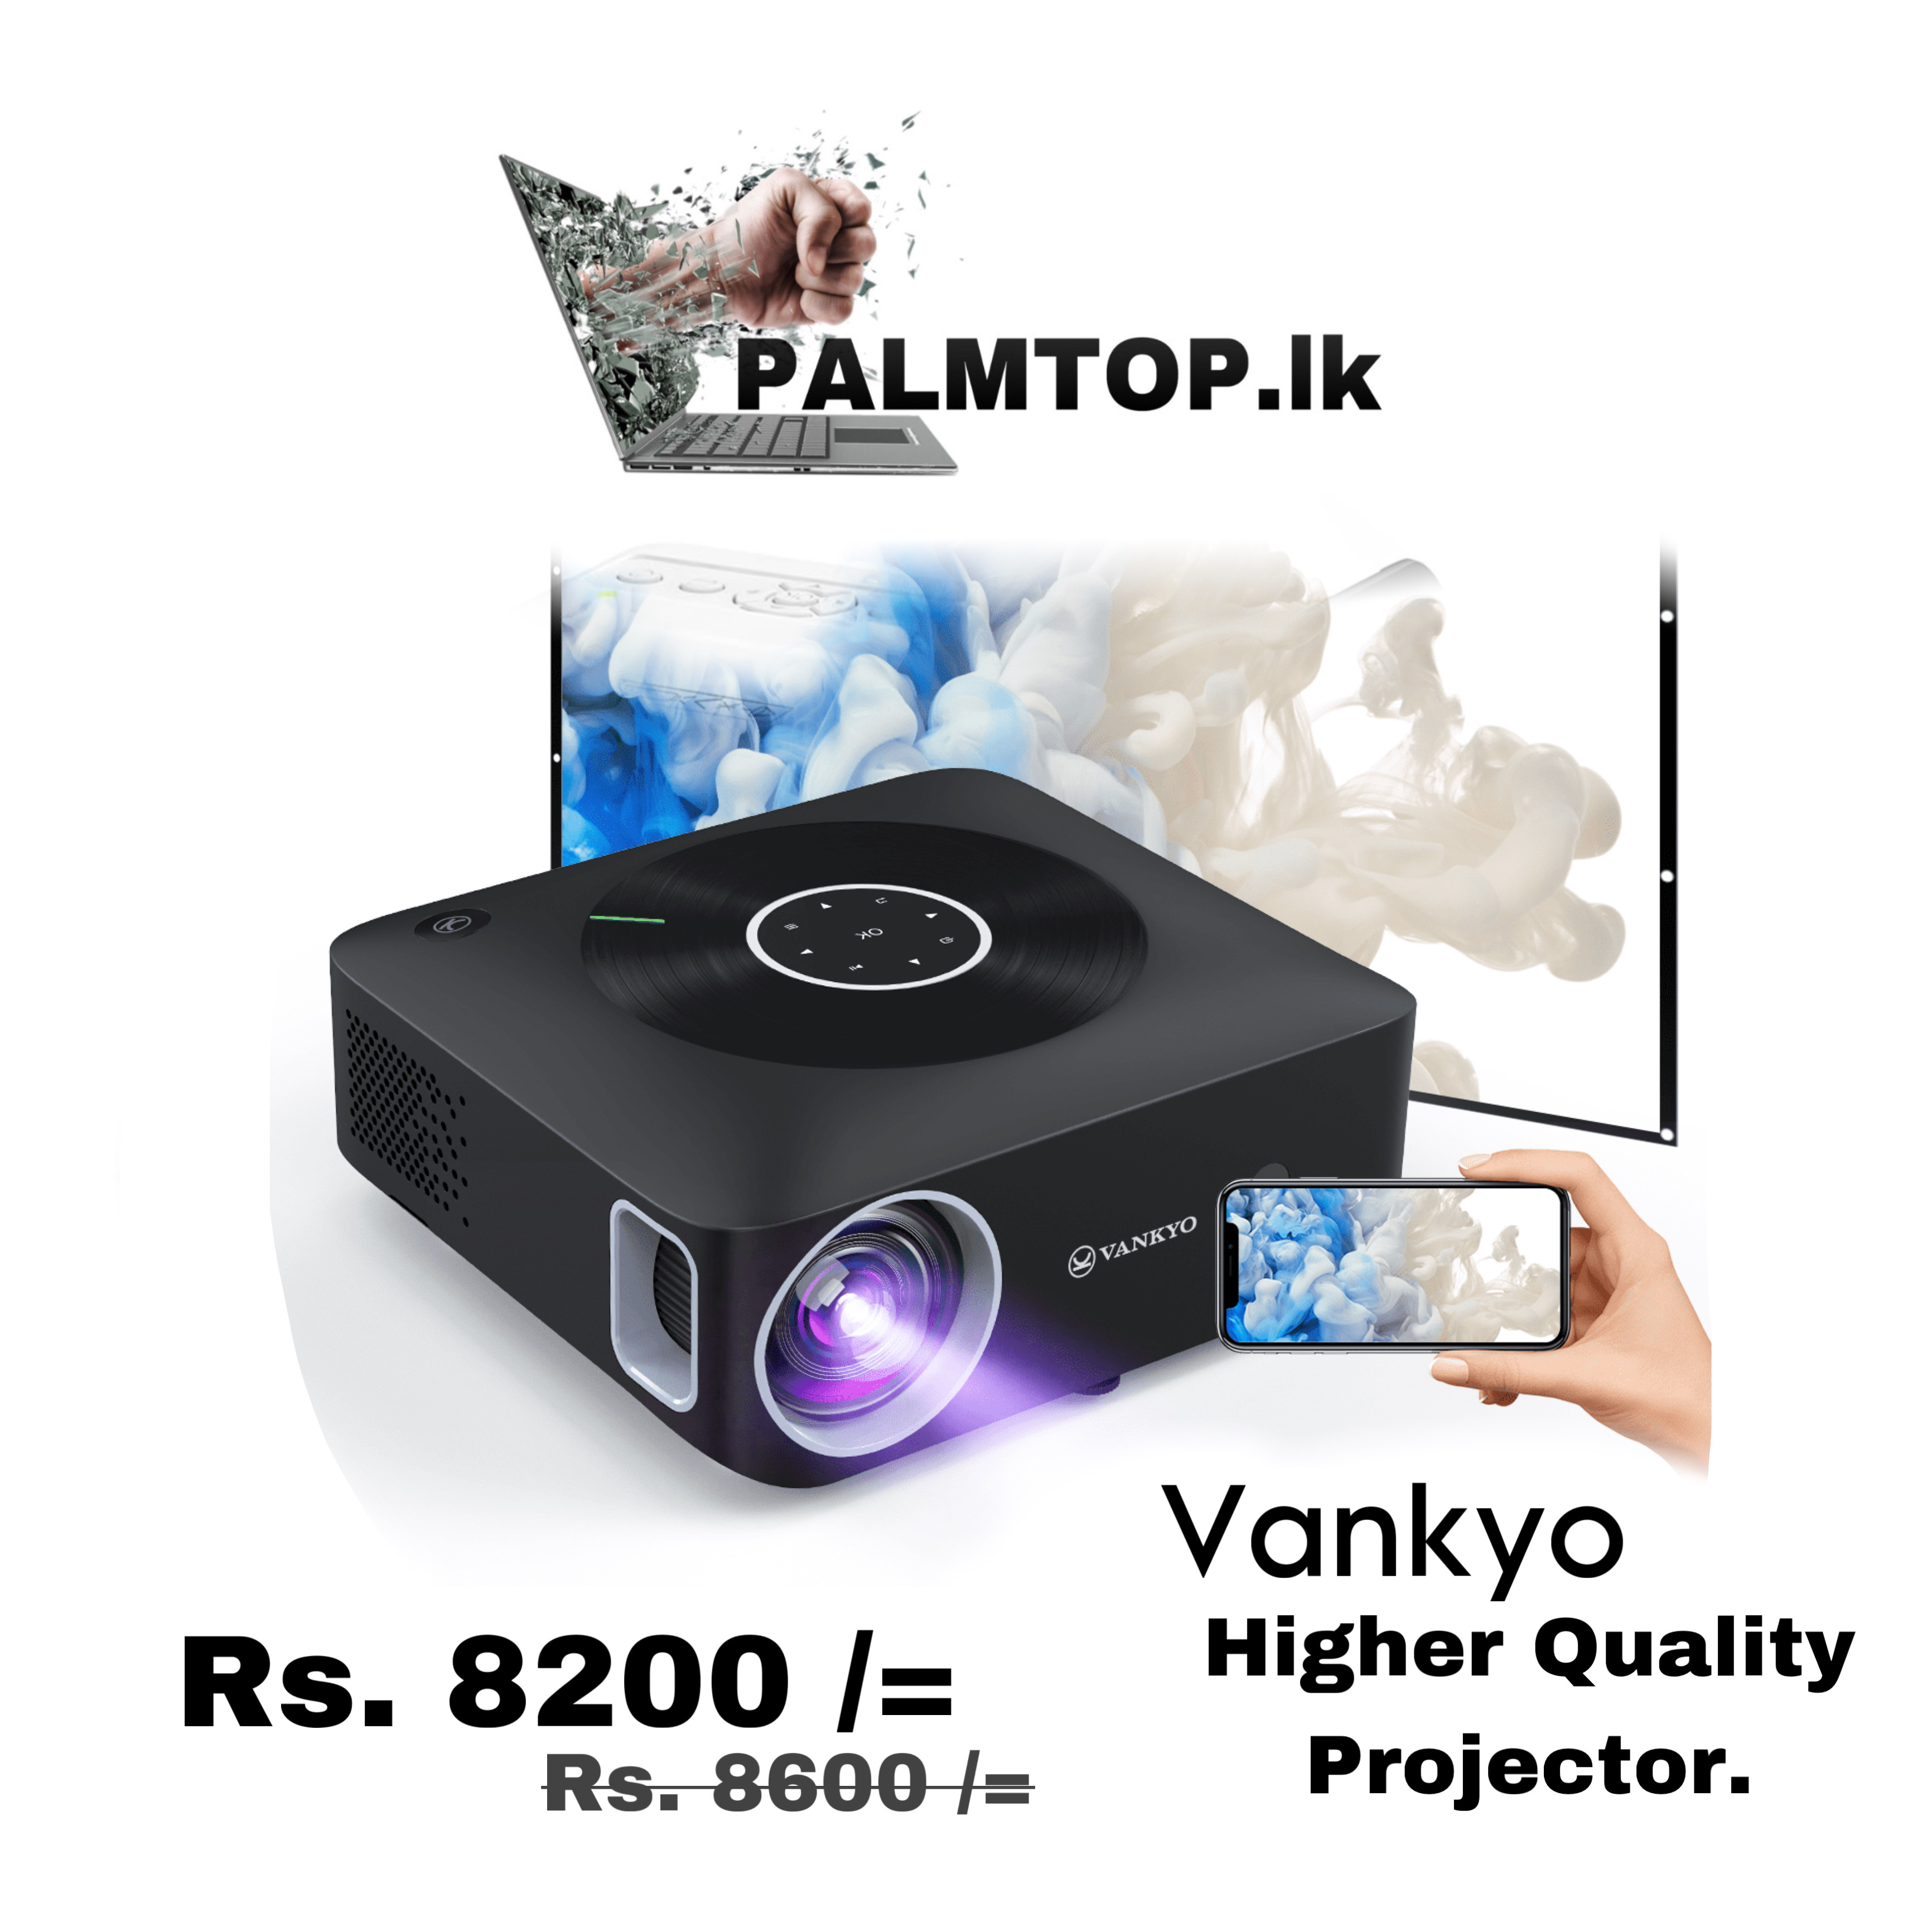 PALMTOP.lk
OK
VANKYO
Vankyo
Higher Quality
Projector.
Rs. 8200 /=
Rs. 8600 /=